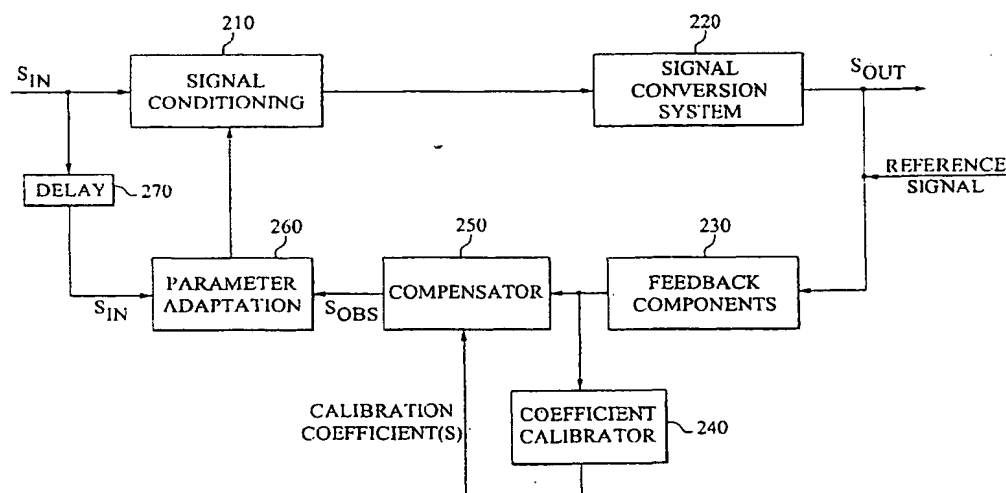 210
220
S_IN
SIGNAL
CONDITIONING
SIGNAL
CONVERSION
SYSTEM
S_OUT
DELAY
270
REFERENCE
SIGNAL
260
250
230
PARAMETER
ADAPTATION
COMPENSATOR
FEEDBACK
COMPONENTS
S_IN
S_OBS
CALIBRATION
COEFFICIENT(S)
COEFFICIENT
CALIBRATOR
240